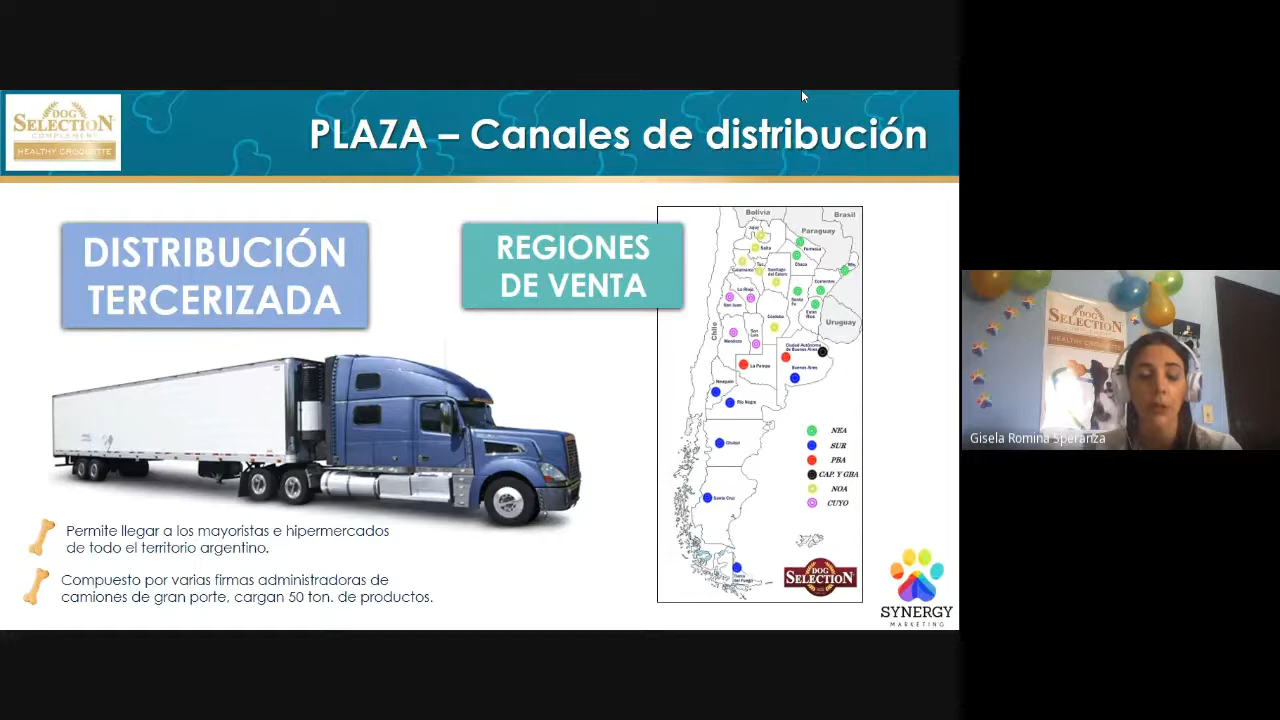 DOG
SELECTION
COMPLEMENT
HEALTHY CROQUETTE
PLAZA – Canales de distribución
DISTRIBUCIÓN
TERCERIZADA
REGIONES
DE VENTA
Bolivia
Brasil
Paraguay
Jujuy
Salta
Formosa
Chaco
Catamarca
Tuc.
Santiago
del Estero
Corrientes
La Rioja
Santa
Fe
Entre
Ríos
San Juan
Uruguay
Córdoba
Chile
Mendoza
San
Luis
Ciudad Autónoma
de Buenos Aires
La Pampa
Buenos Aires
Neuquén
Río Negro
Chubut
Santa Cruz
Tierra
del Fuego
NEA
SUR
PBA
CAP. Y GBA
NOA
CUYO
DOG
SELECTION
Permite llegar a los mayoristas e hipermercados
de todo el territorio argentino.
Compuesto por varias firmas administradoras de
camiones de gran porte, cargan 50 ton. de productos.
SYNERGY
MARKETING
DOG
SELECTION
COMPLEMENT
HEALTHY
Gisela Romina Speranza